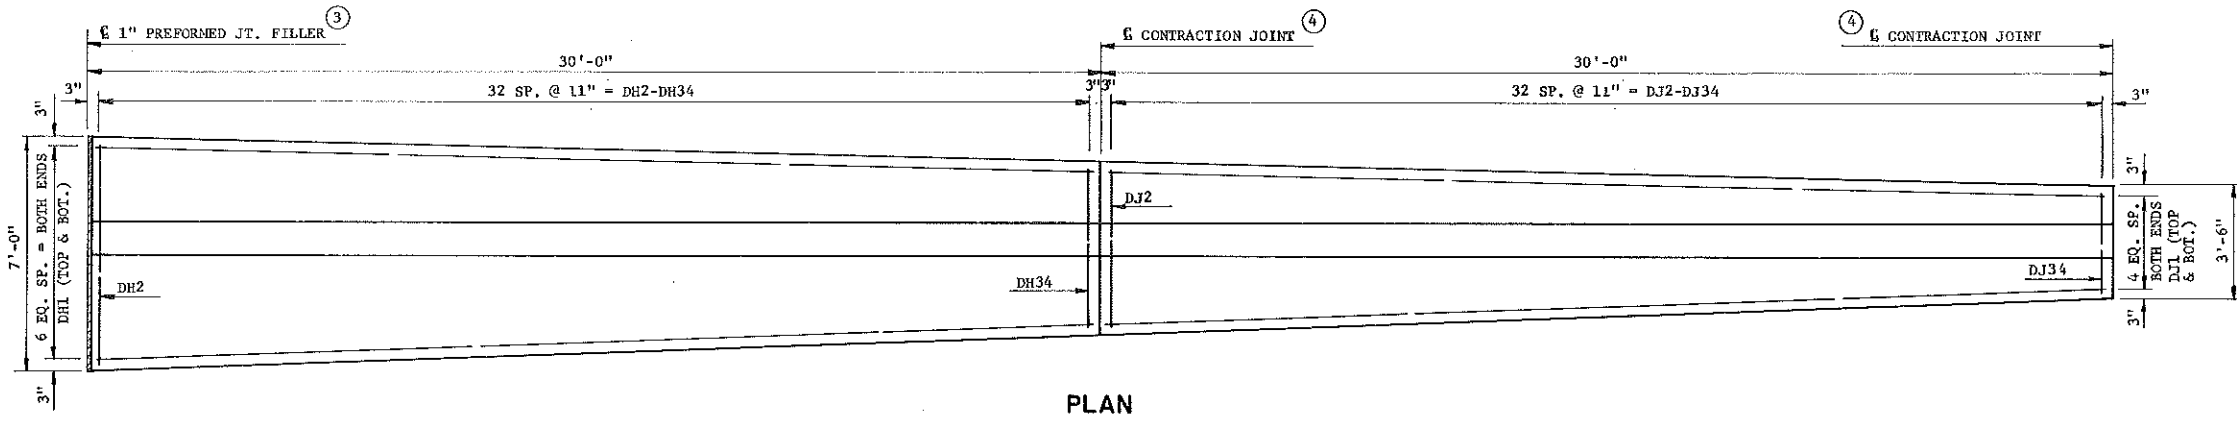 ℄ 1" PREFORMED JT. FILLER ③
℄ CONTRACTION JOINT ④
④ ℄ CONTRACTION JOINT
30'-0"
30'-0"
3"
32 SP. @ 11" = DH2-DH34
3"
3"
32 SP. @ 11" = DJ2-DJ34
3"
3"
7'-0"
6 EQ. SP. = BOTH ENDS
DH1 (TOP & BOT.)
3"
DH2
DH34
DJ2
DJ34
3"
4 EQ. SP.
BOTH ENDS
DJ1 (TOP
& BOT.)
3'-6"
3"
PLAN